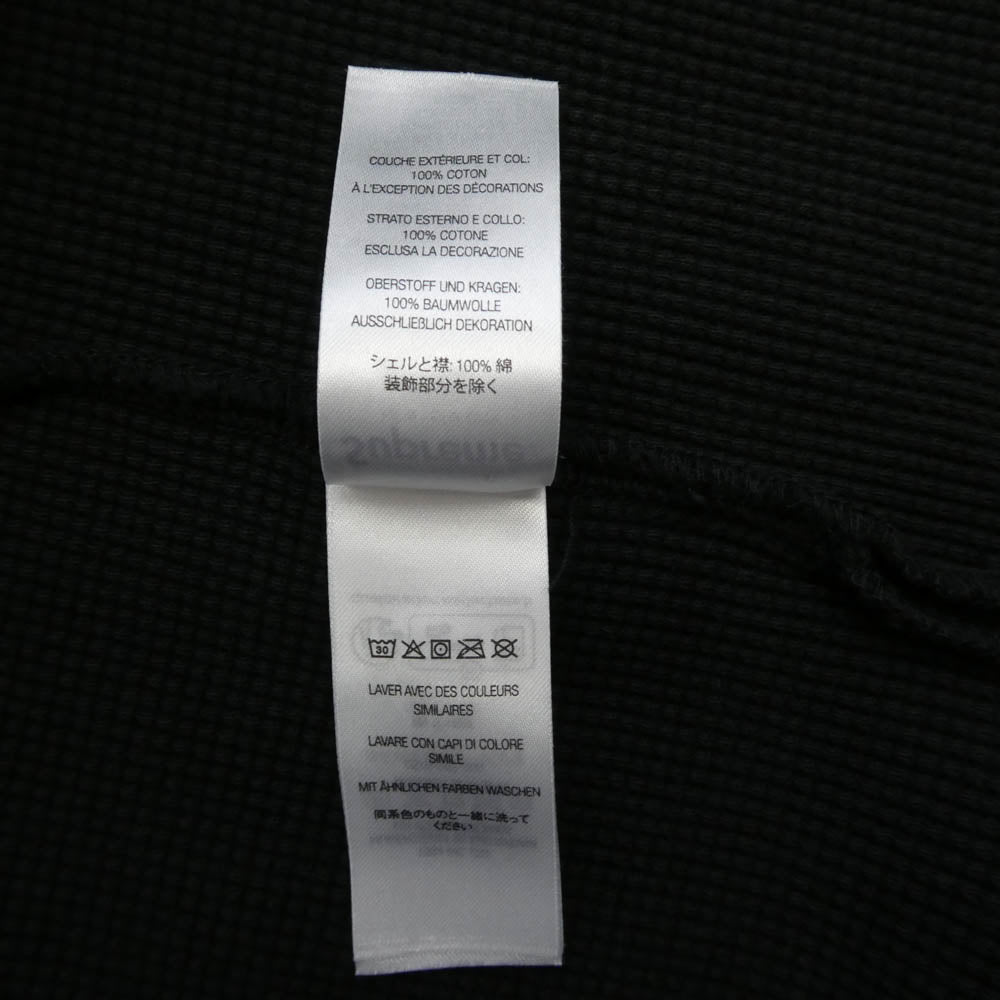 COUCHE EXTÉRIEURE ET COL:
100% COTON
À L'EXCEPTION DES DÉCORATIONS
STRATO ESTERNO E COLLO:
100% COTONE
ESCLUSA LA DECORAZIONE
OBERSTOFF UND KRAGEN:
100% BAUMWOLLE
AUSSCHLIEßLICH DEKORATION
シェルと襟: 100% 綿
装飾部分を除く
Supreme
30
LAVER AVEC DES COULEURS
SIMILAIRES
LAVARE CON CAPI DI COLORE
SIMILE
MIT ÄHNLICHEN FARBEN WASCHEN
同系色のものと一緒に洗って
ください